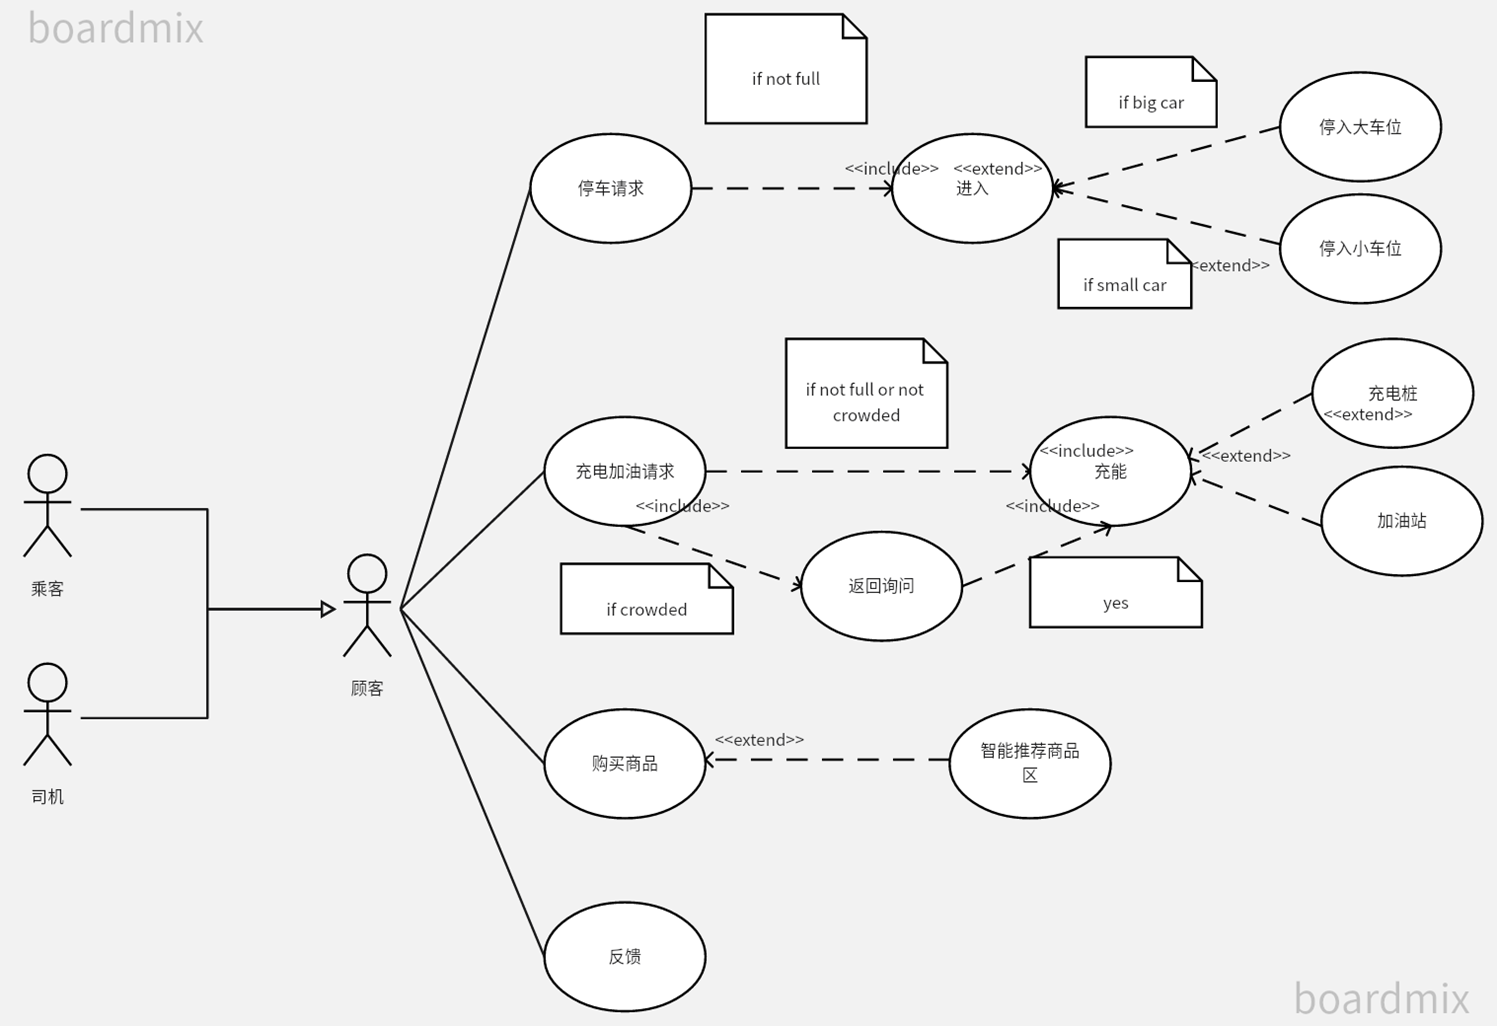 boardmix
if not full
if big car
停入大车位
<<include>>
<<extend>>
停车请求
进入
停入小车位
<extend>>
if small car
if not full or not
crowded
充电桩
<<extend>>
<<include>>
<<extend>>
充电加油请求
充能
<<include>>
<<include>>
加油站
返回询问
乘客
if crowded
yes
顾客
<<extend>>
智能推荐商品
区
购买商品
司机
反馈
boardmix